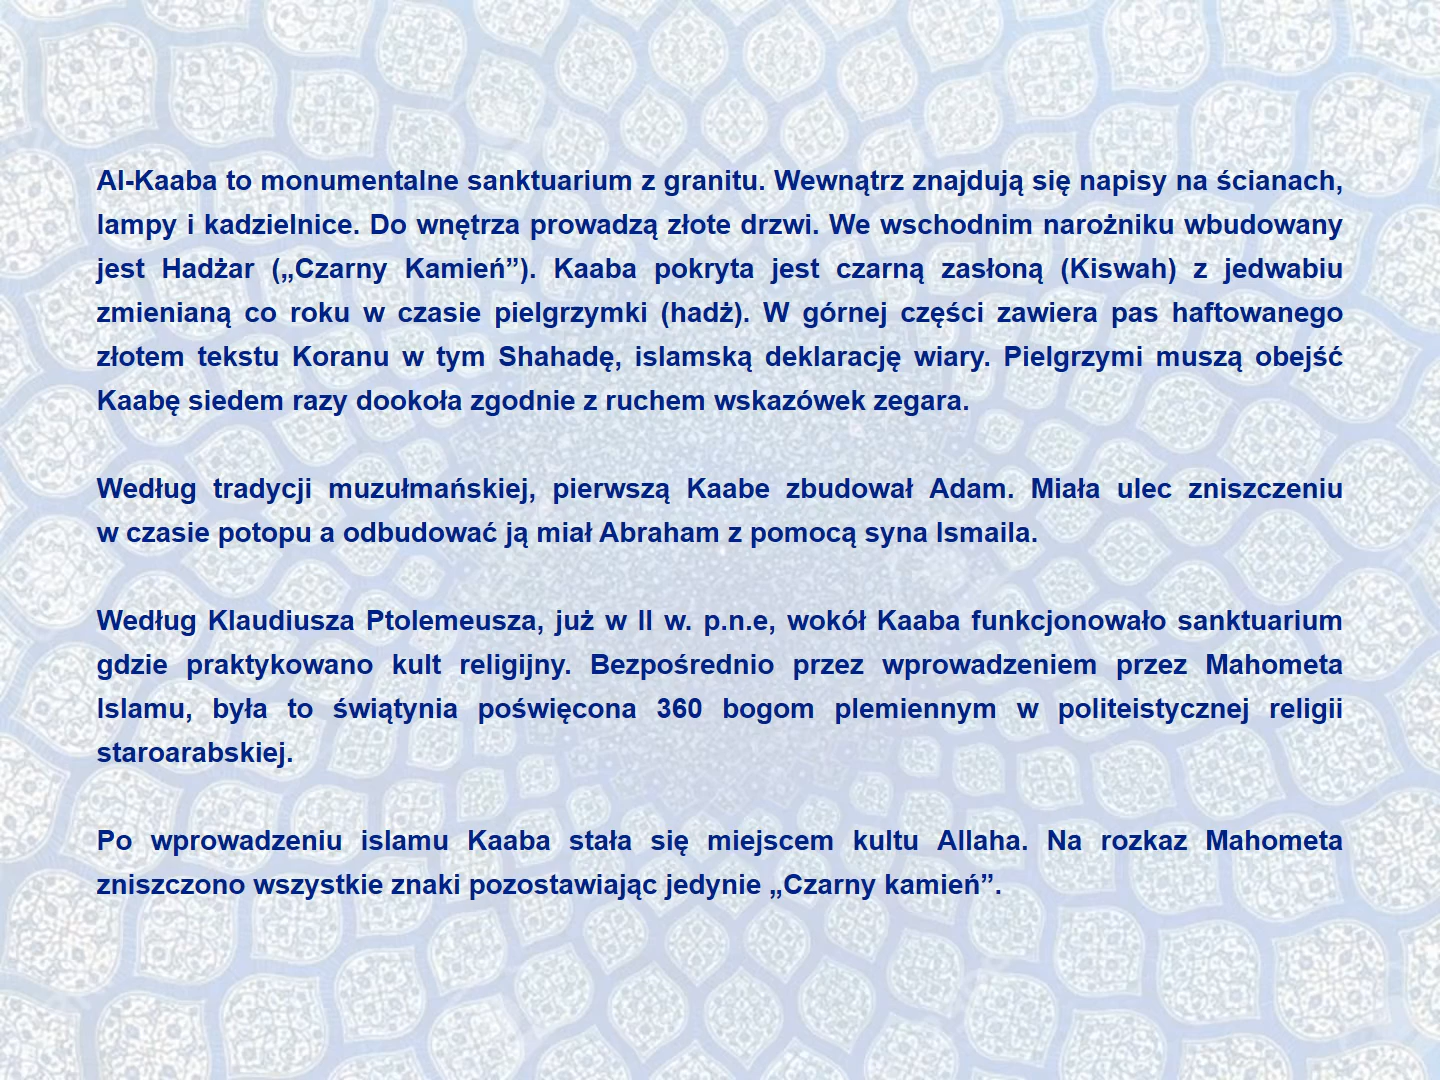 Al-Kaaba to monumentalne sanktuarium z granitu. Wewnątrz znajdują się napisy na ścianach,
lampy i kadzielnice. Do wnętrza prowadzą złote drzwi. We wschodnim narożniku wbudowany
jest Hadżar („Czarny Kamień”). Kaaba pokryta jest czarną zasłoną (Kiswah) z jedwabiu
zmienianą co roku w czasie pielgrzymki (hadż). W górnej części zawiera pas haftowanego
złotem tekstu Koranu w tym Shahadę, islamską deklarację wiary. Pielgrzymi muszą obejść
Kaabę siedem razy dookoła zgodnie z ruchem wskazówek zegara.
Według tradycji muzułmańskiej, pierwszą Kaabe zbudował Adam. Miała ulec zniszczeniu
w czasie potopu a odbudować ją miał Abraham z pomocą syna Ismaila.
Według Klaudiusza Ptolemeusza, już w II w. p.n.e, wokół Kaaba funkcjonowało sanktuarium
gdzie praktykowano kult religijny. Bezpośrednio przez wprowadzeniem przez Mahometa
Islamu, była to świątynia poświęcona 360 bogom plemiennym w politeistycznej religii
staroarabskiej.
Po wprowadzeniu islamu Kaaba stała się miejscem kultu Allaha. Na rozkaz Mahometa
zniszczono wszystkie znaki pozostawiając jedynie „Czarny kamień”.